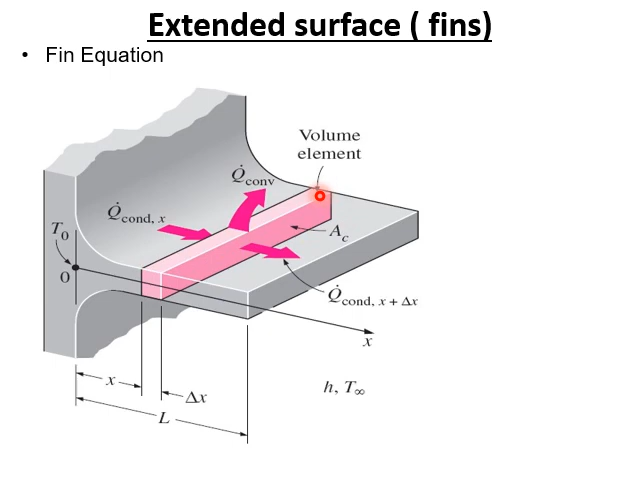 Extended surface ( fins)
• Fin Equation
Volume
element
Q̇conv
Q̇cond, x
T0
0
Ac
Q̇cond, x + Δx
x
h, T∞
x
Δx
L